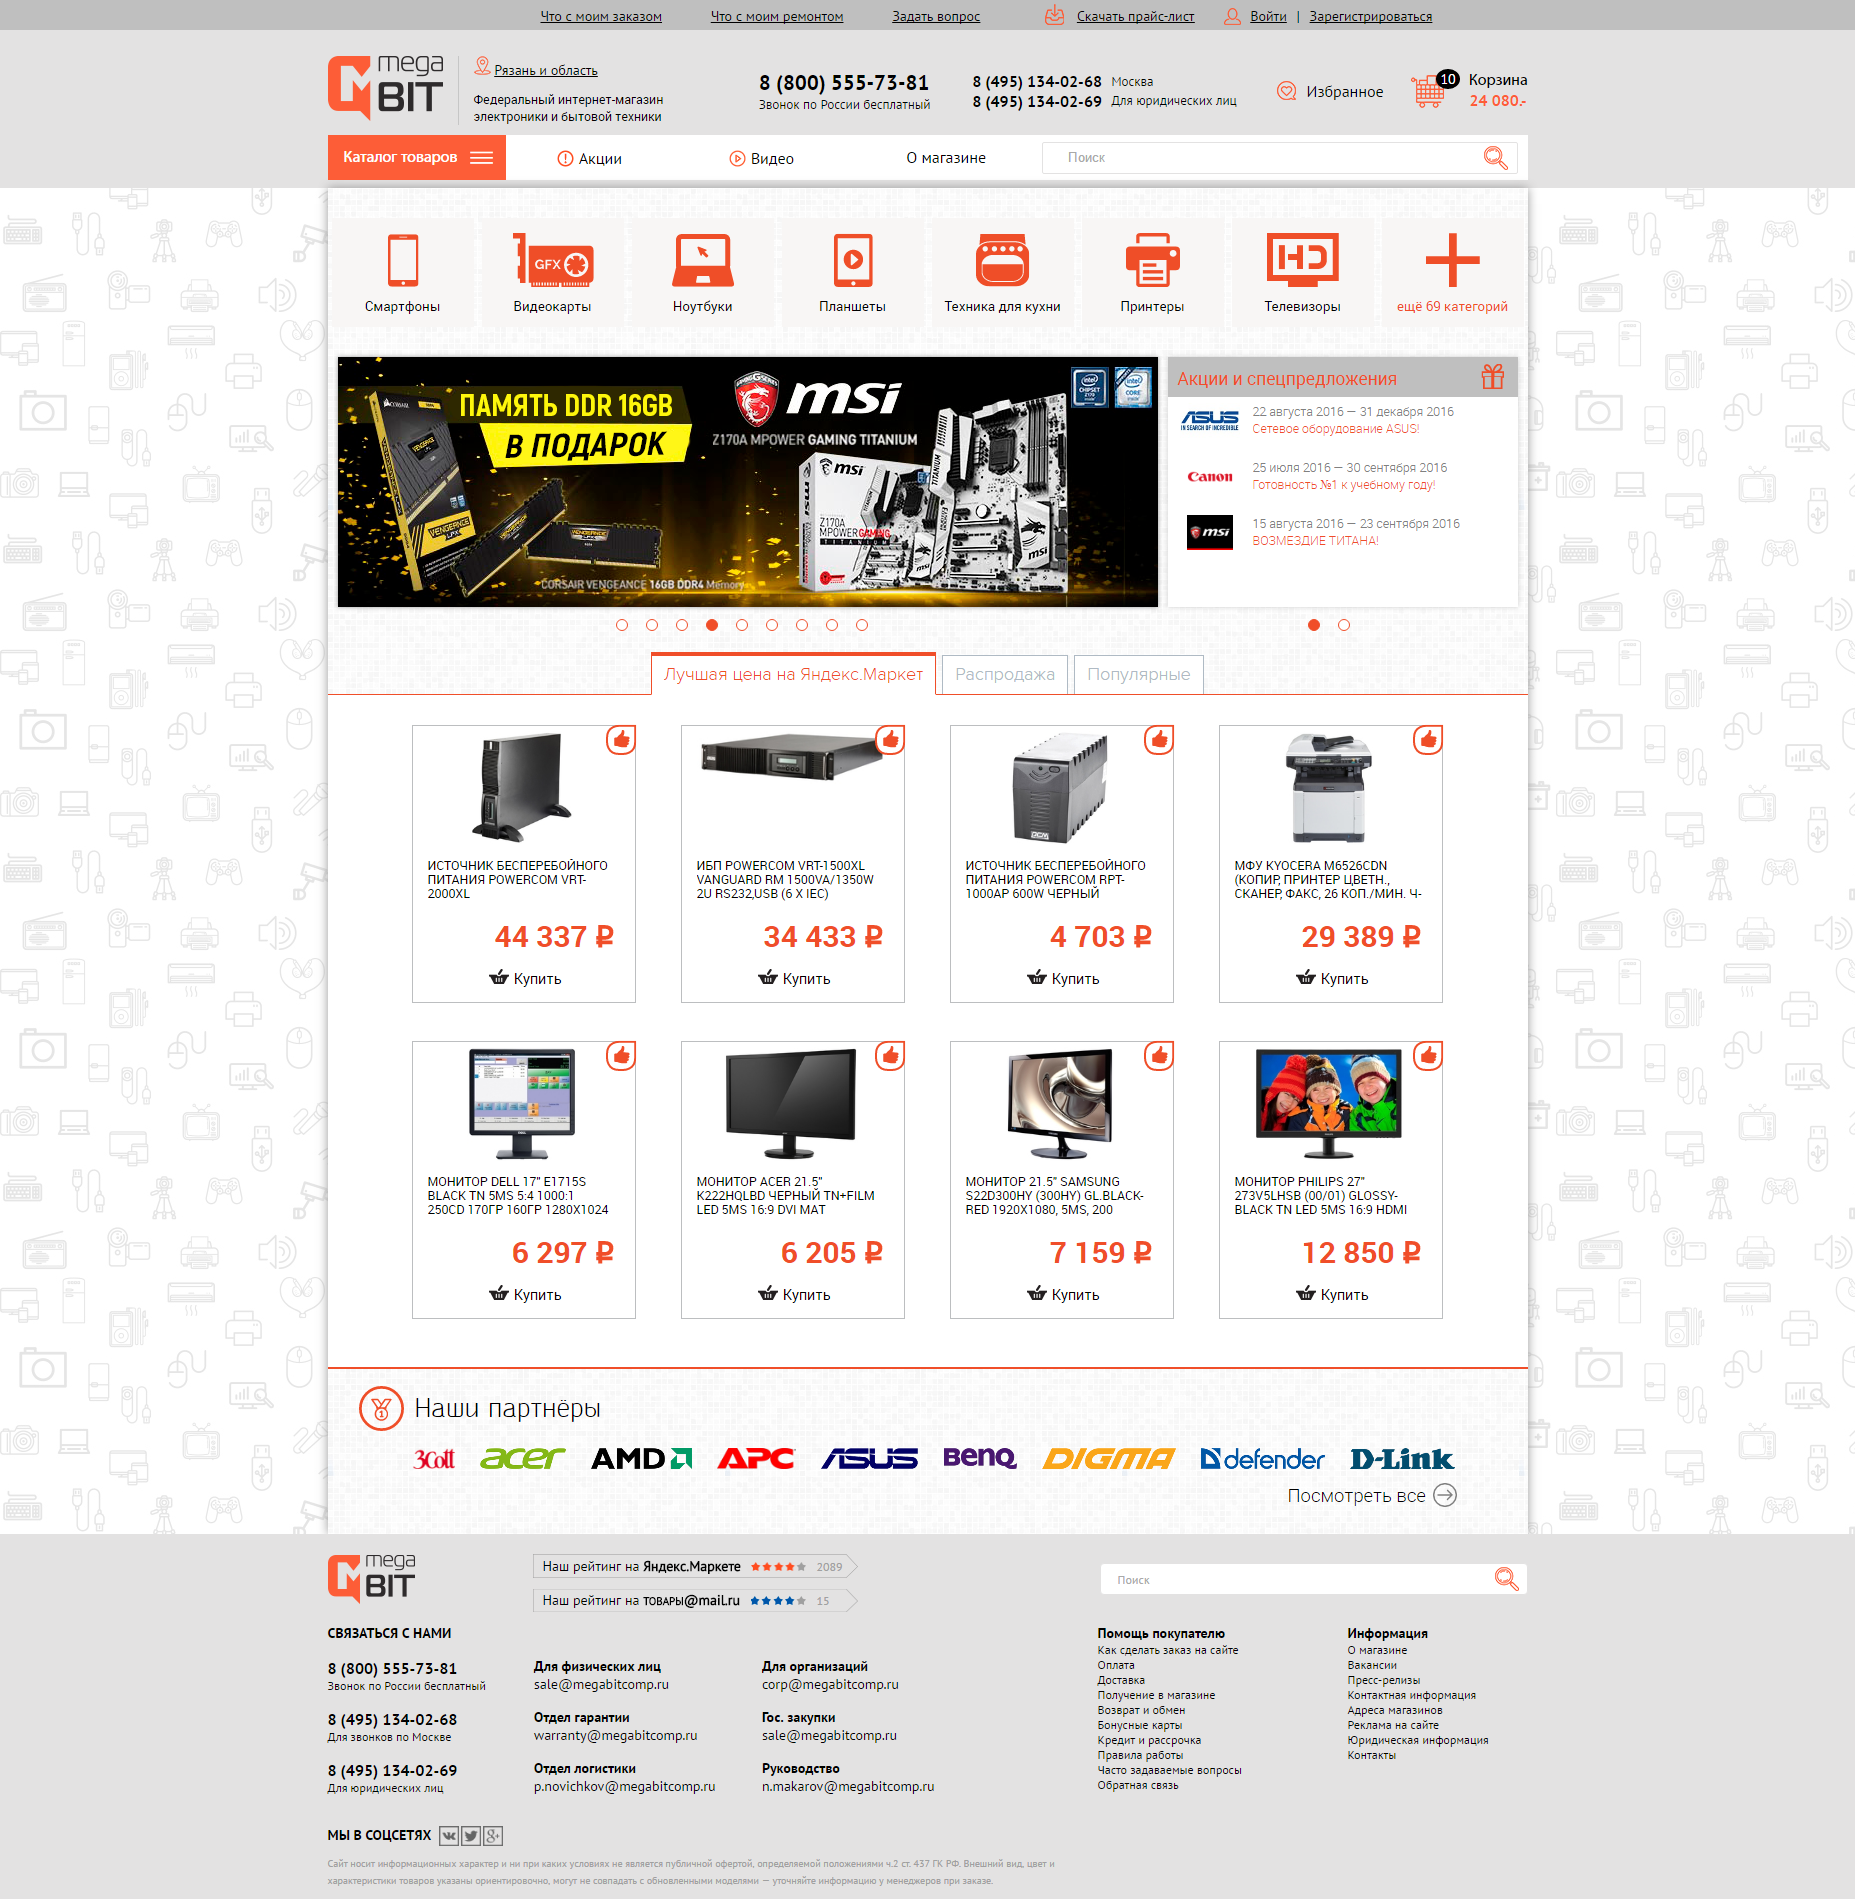 Что с моим заказом
Что с моим ремонтом
Задать вопрос
Скачать прайс-лист
Войти | Зарегистрироваться
mega
BIT
Рязань и область
Федеральный интернет-магазин
электроники и бытовой техники
8 (800) 555-73-81
Звонок по России бесплатный
8 (495) 134-02-68 Москва
8 (495) 134-02-69 Для юридических лиц
Избранное
10
Корзина
24 080.-
Каталог товаров
Акции
Видео
О магазине
Поиск
GFX
HD
Смартфоны
Видеокарты
Ноутбуки
Планшеты
Техника для кухни
Принтеры
Телевизоры
ещё 69 категорий
ПАМЯТЬ DDR 16GB
В ПОДАРОК
msi
Z170A MPOWER GAMING TITANIUM
CORSAIR
VENGEANCE
LPX
msi
Z170A
MPOWER GAMING
TITANIUM
CORSAIR VENGEANCE 16GB DDR4 Memory
Акции и спецпредложения
ASUS
IN SEARCH OF INCREDIBLE
22 августа 2016 — 31 декабря 2016
Сетевое оборудование ASUS!
Canon
25 июля 2016 — 30 сентября 2016
Готовность №1 к учебному году!
msi
15 августа 2016 — 23 сентября 2016
ВОЗМЕЗДИЕ ТИТАНА!
Лучшая цена на Яндекс.Маркет
Распродажа
Популярные
ИСТОЧНИК БЕСПЕРЕБОЙНОГО
ПИТАНИЯ POWERCOM VRT-
2000XL
44 337 ₽
Купить
ИБП POWERCOM VRT-1500XL
VANGUARD RM 1500VA/1350W
2U RS232,USB (6 X IEC)
34 433 ₽
Купить
ИСТОЧНИК БЕСПЕРЕБОЙНОГО
ПИТАНИЯ POWERCOM RPT-
1000AP 600W ЧЕРНЫЙ
4 703 ₽
Купить
МФУ KYOCERA M6526CDN
(КОПИР, ПРИНТЕР ЦВЕТН.,
СКАНЕР, ФАКС, 26 КОП./МИН. Ч-
29 389 ₽
Купить
МОНИТОР DELL 17" E1715S
BLACK TN 5MS 5:4 1000:1
250CD 170ГР 160ГР 1280X1024
6 297 ₽
Купить
МОНИТОР ACER 21.5"
K222HQLBD ЧЕРНЫЙ TN+FILM
LED 5MS 16:9 DVI MAT
6 205 ₽
Купить
МОНИТОР 21.5" SAMSUNG
S22D300HY (300HY) GL.BLACK-
RED 1920X1080, 5MS, 200
7 159 ₽
Купить
МОНИТОР PHILIPS 27"
273V5LHSB (00/01) GLOSSY-
BLACK TN LED 5MS 16:9 HDMI
12 850 ₽
Купить
1
Наши партнёры
3Cott
acer
AMD
APC
ASUS
BenQ
DIGMA
defender
D-Link
Посмотреть все
mega
BIT
Наш рейтинг на Яндекс.Маркете 2089
Наш рейтинг на ТОВАРЫ@mail.ru 15
Поиск
СВЯЗАТЬСЯ С НАМИ
8 (800) 555-73-81
Звонок по России бесплатный
8 (495) 134-02-68
Для звонков по Москве
8 (495) 134-02-69
Для юридических лиц
Для физических лиц
sale@megabitcomp.ru
Отдел гарантии
warranty@megabitcomp.ru
Отдел логистики
p.novichkov@megabitcomp.ru
Для организаций
corp@megabitcomp.ru
Гос. закупки
sale@megabitcomp.ru
Руководство
n.makarov@megabitcomp.ru
Помощь покупателю
Как сделать заказ на сайте
Оплата
Доставка
Получение в магазине
Возврат и обмен
Бонусные карты
Кредит и рассрочка
Правила работы
Часто задаваемые вопросы
Обратная связь
Информация
О магазине
Вакансии
Пресс-релизы
Контактная информация
Адреса магазинов
Реклама на сайте
Юридическая информация
Контакты
МЫ В СОЦСЕТЯХ
Сайт носит информационных характер и ни при каких условиях не является публичной офертой, определяемой положениями ч.2 ст. 437 ГК РФ. Внешний вид, цвет и
характеристики товаров указаны ориентировочно, могут не совпадать с обновленными моделями — уточняйте информацию у менеджеров при заказе.